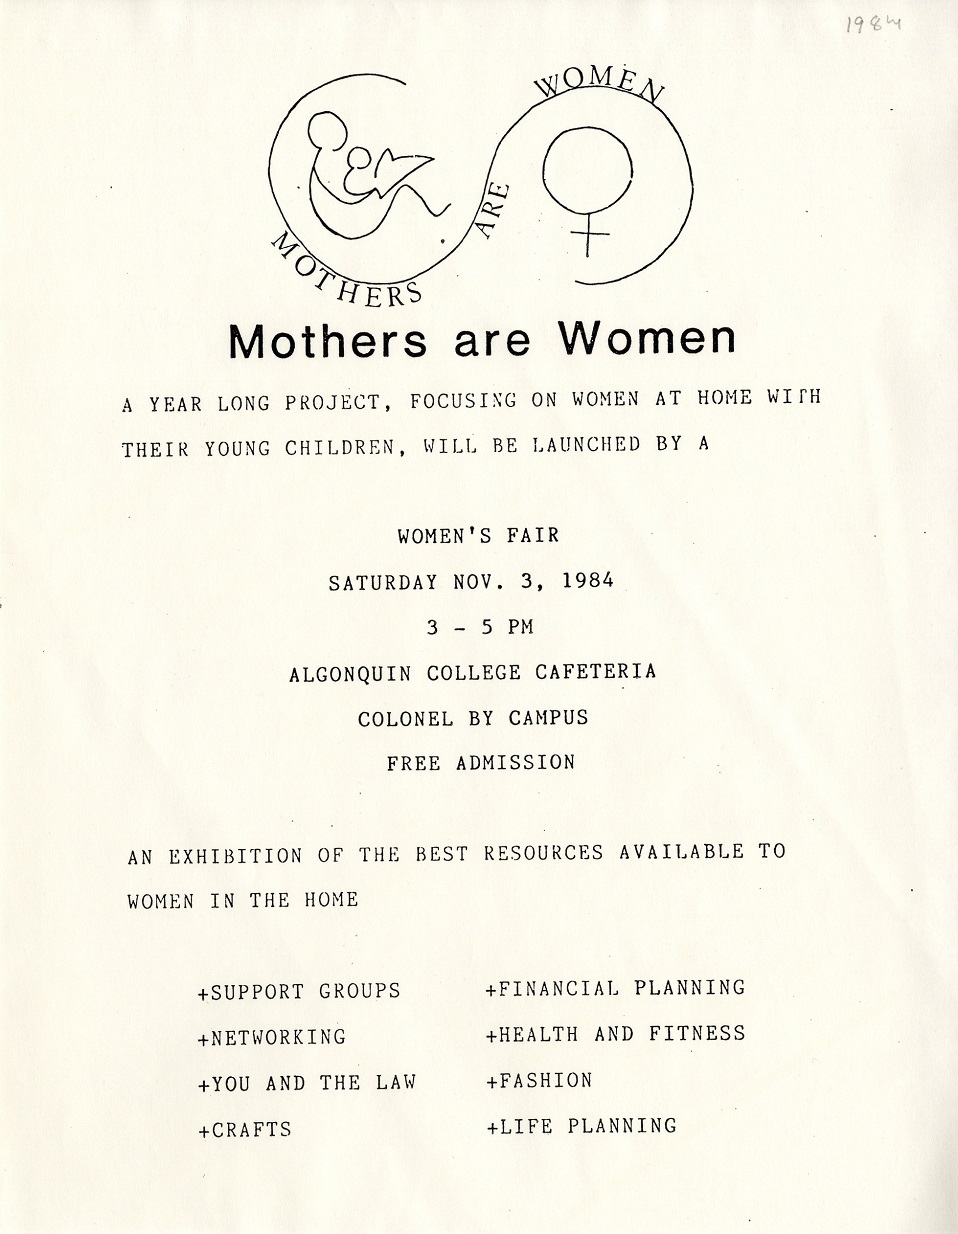 1984
MOTHERS ARE WOMEN
Mothers are Women
A YEAR LONG PROJECT, FOCUSING ON WOMEN AT HOME WITH
THEIR YOUNG CHILDREN, WILL BE LAUNCHED BY A
WOMEN'S FAIR
SATURDAY NOV. 3, 1984
3 - 5 PM
ALGONQUIN COLLEGE CAFETERIA
COLONEL BY CAMPUS
FREE ADMISSION
AN EXHIBITION OF THE BEST RESOURCES AVAILABLE TO
WOMEN IN THE HOME
+SUPPORT GROUPS
+NETWORKING
+YOU AND THE LAW
+CRAFTS
+FINANCIAL PLANNING
+HEALTH AND FITNESS
+FASHION
+LIFE PLANNING